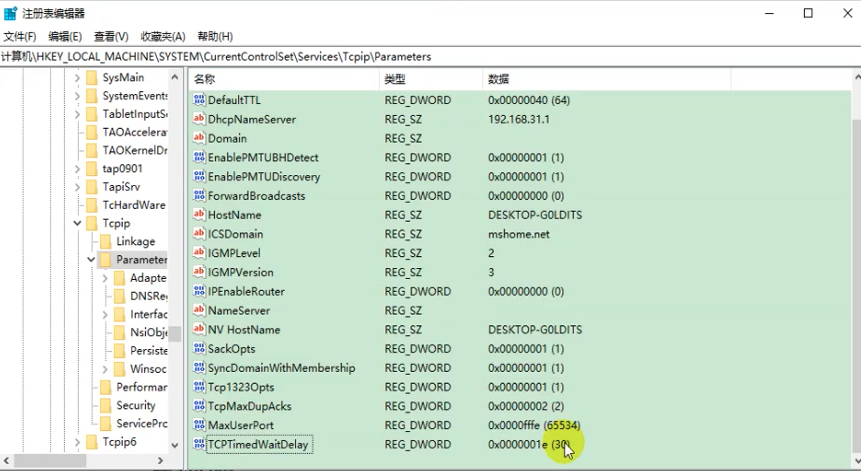 注册表编辑器
文件(F) 编辑(E) 查看(V) 收藏夹(A) 帮助(H)
计算机\HKEY_LOCAL_MACHINE\SYSTEM\CurrentControlSet\Services\Tcpip\Parameters
SysMain
SystemEvents
TabletInputSe
TAOAccelera
TAOKernelDr
tap0901
TapiSrv
TcHardWare
Tcpip
Linkage
Parameter
Adapte
DNSReg
Interfac
NsiObje
Persiste
Winsoc
Performan
Security
ServicePro
Tcpip6
名称 类型 数据
DefaultTTL REG_DWORD 0x00000040 (64)
DhcpNameServer REG_SZ 192.168.31.1
Domain REG_SZ
EnablePMTUBHDetect REG_DWORD 0x00000001 (1)
EnablePMTUDiscovery REG_DWORD 0x00000001 (1)
ForwardBroadcasts REG_DWORD 0x00000000 (0)
HostName REG_SZ DESKTOP-G0LDITS
ICSDomain REG_SZ mshome.net
IGMPLevel REG_SZ 2
IGMPVersion REG_SZ 3
IPEnableRouter REG_DWORD 0x00000000 (0)
NameServer REG_SZ
NV HostName REG_SZ DESKTOP-G0LDITS
SackOpts REG_DWORD 0x00000001 (1)
SyncDomainWithMembership REG_DWORD 0x00000001 (1)
Tcp1323Opts REG_DWORD 0x00000001 (1)
TcpMaxDupAcks REG_DWORD 0x00000002 (2)
MaxUserPort REG_DWORD 0x0000fffe (65534)
TCPTimedWaitDelay REG_DWORD 0x0000001e (30)